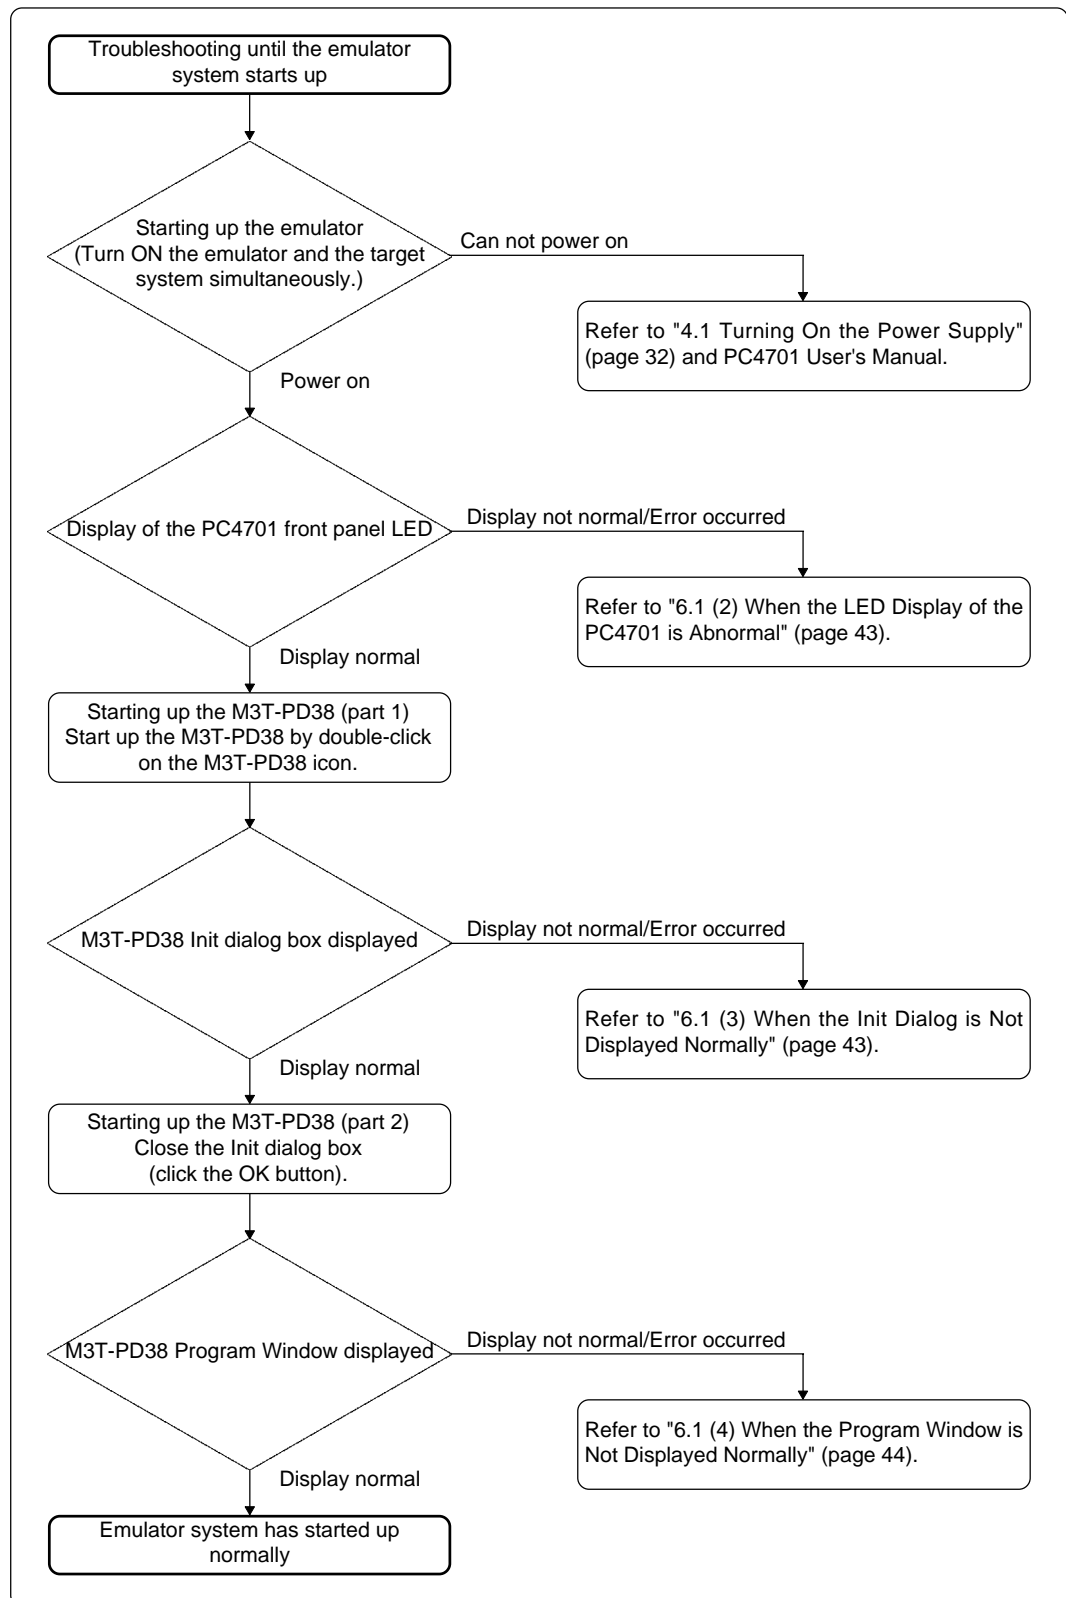 Troubleshooting until the emulator
system starts up
Starting up the emulator
(Turn ON the emulator and the target
system simultaneously.)
Can not power on
Refer to "4.1 Turning On the Power Supply"
(page 32) and PC4701 User's Manual.
Power on
Display of the PC4701 front panel LED
Display not normal/Error occurred
Refer to "6.1 (2) When the LED Display of the
PC4701 is Abnormal" (page 43).
Display normal
Starting up the M3T-PD38 (part 1)
Start up the M3T-PD38 by double-click
on the M3T-PD38 icon.
M3T-PD38 Init dialog box displayed
Display not normal/Error occurred
Refer to "6.1 (3) When the Init Dialog is Not
Displayed Normally" (page 43).
Display normal
Starting up the M3T-PD38 (part 2)
Close the Init dialog box
(click the OK button).
M3T-PD38 Program Window displayed
Display not normal/Error occurred
Refer to "6.1 (4) When the Program Window is
Not Displayed Normally" (page 44).
Display normal
Emulator system has started up
normally